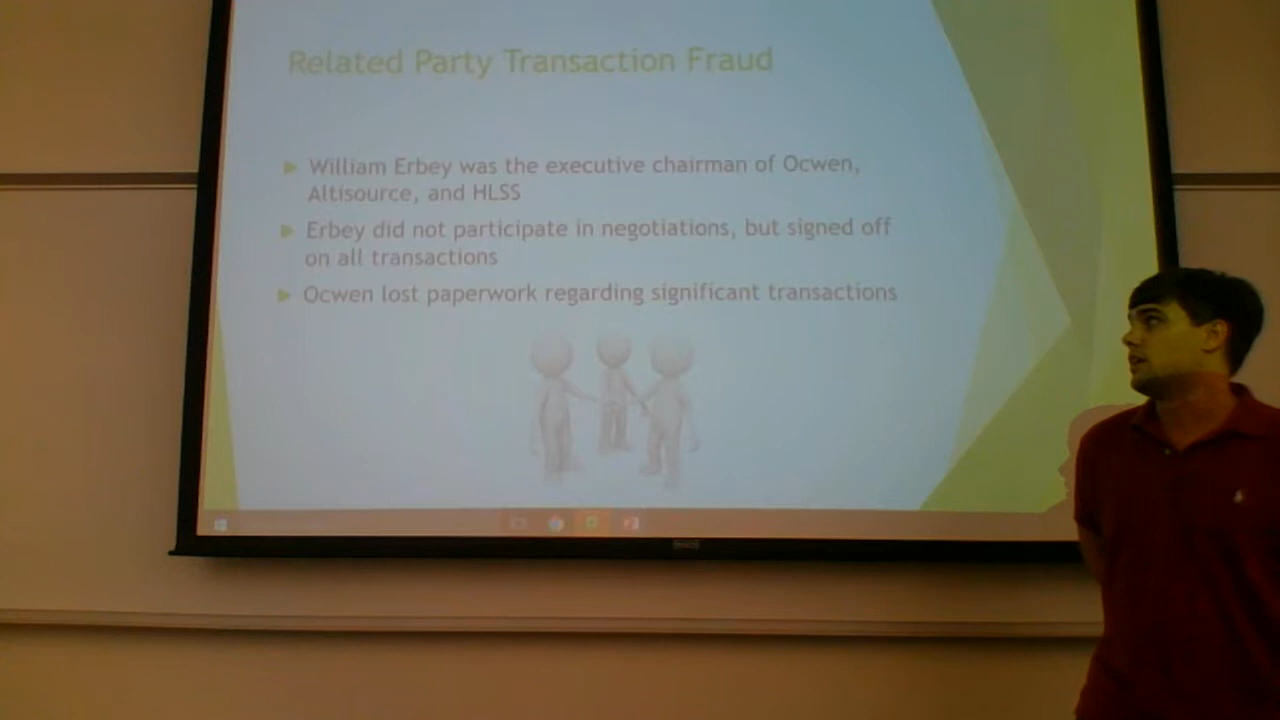 Related Party Transaction Fraud
William Erbey was the executive chairman of Ocwen,
Altisource, and HLSS
Erbey did not participate in negotiations, but signed off
on all transactions
Ocwen lost paperwork regarding significant transactions